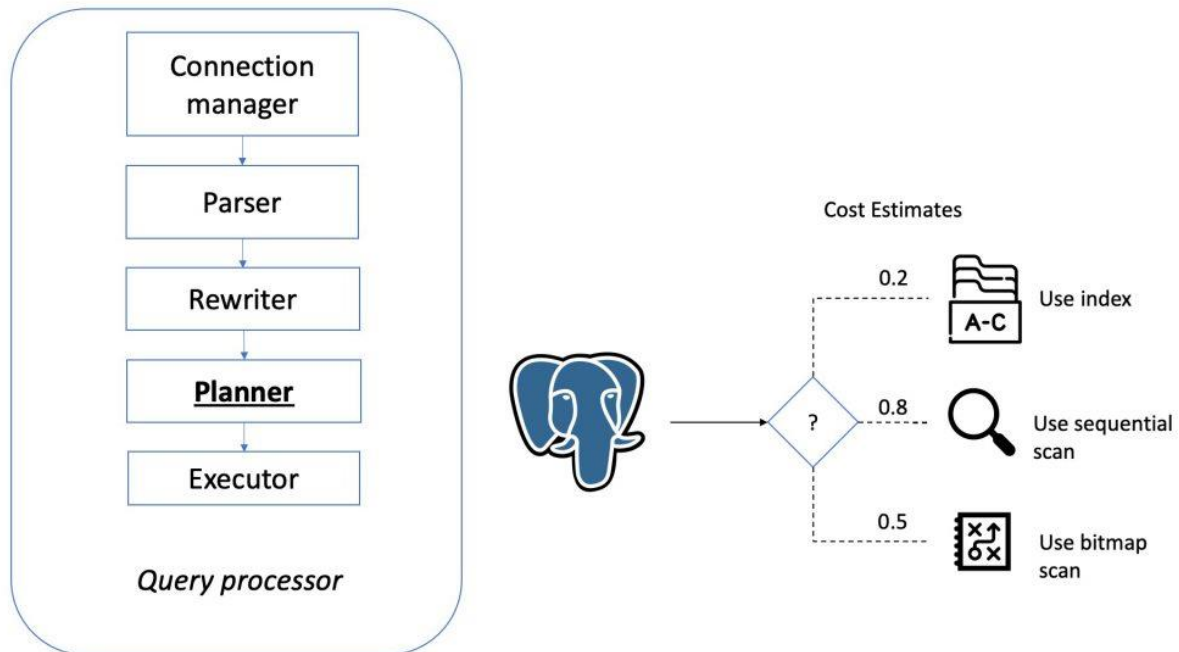 Connection
manager
Parser
Rewriter
Planner
Executor
Query processor
Cost Estimates
0.2
A-C
Use index
?
0.8
Use sequential
scan
0.5
Use bitmap
scan